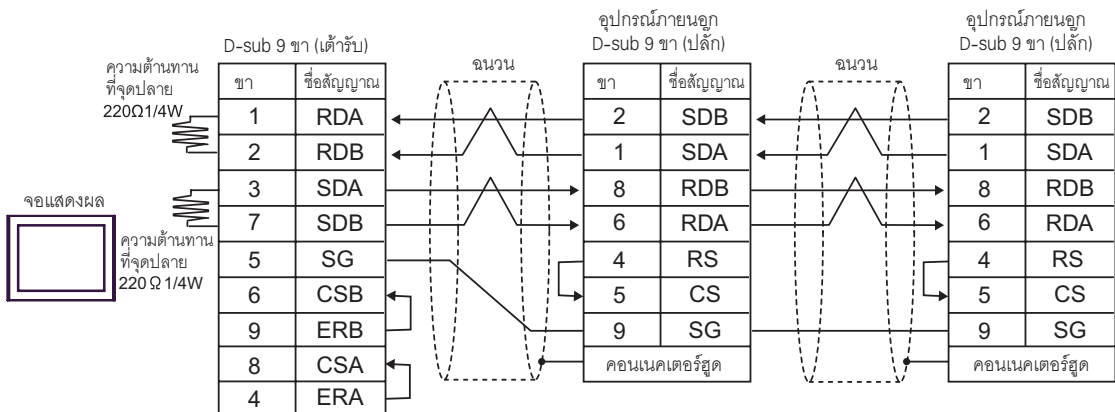 อุปกรณ์ภายนอก
D-sub 9 ขา (ปลั๊ก)
อุปกรณ์ภายนอก
D-sub 9 ขา (ปลั๊ก)
D-sub 9 ขา (เต้ารับ)
ความต้านทาน
ที่จุดปลาย
220Ω1/4W
ฉนวน
ฉนวน
ขา ชื่อสัญญาณ
1 RDA
2 RDB
3 SDA
7 SDB
5 SG
6 CSB
9 ERB
8 CSA
4 ERA
ขา ชื่อสัญญาณ
2 SDB
1 SDA
8 RDB
6 RDA
4 RS
5 CS
9 SG
คอนเนคเตอร์ฮูด
ขา ชื่อสัญญาณ
2 SDB
1 SDA
8 RDB
6 RDA
4 RS
5 CS
9 SG
คอนเนคเตอร์ฮูด
จอแสดงผล
ความต้านทาน
ที่จุดปลาย
220 Ω 1/4W